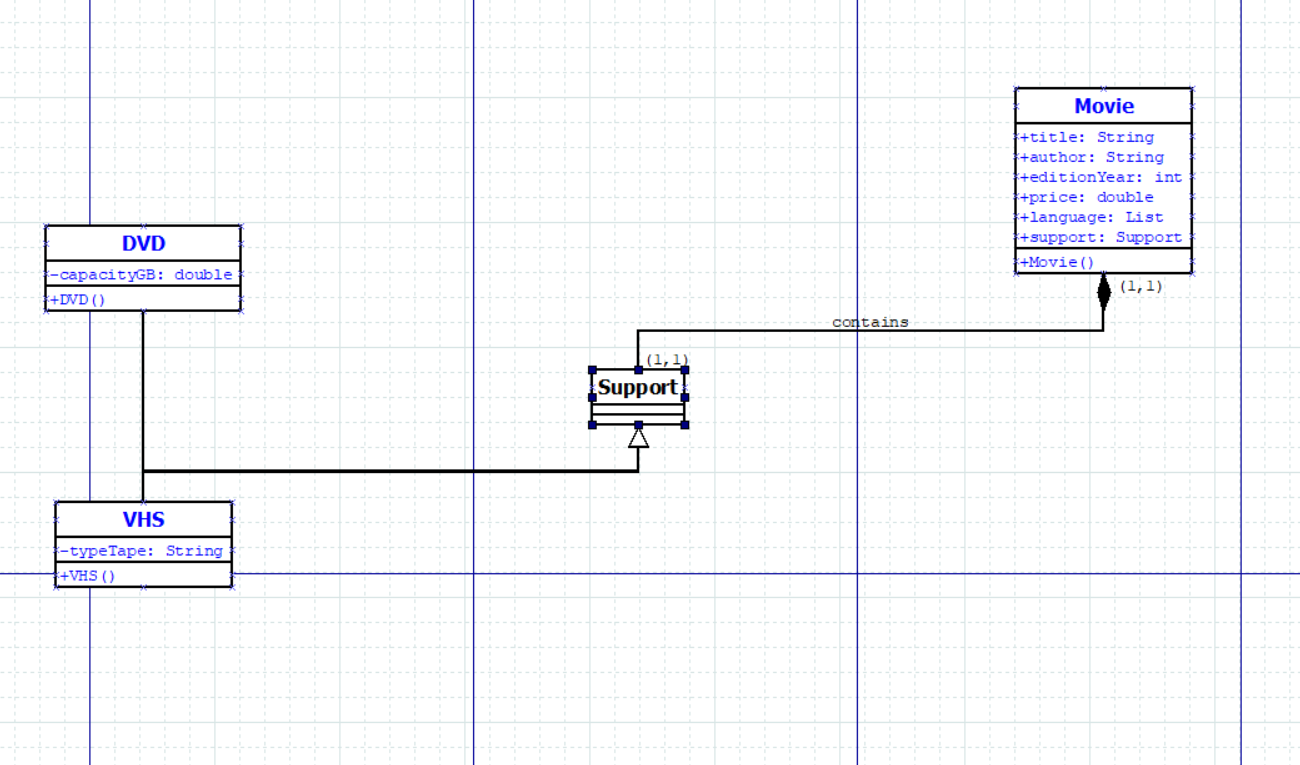 Movie
+title: String
+author: String
+editionYear: int
+price: double
+language: List
+support: Support
+Movie()
(1,1)
DVD
-capacityGB: double
+DVD()
contains
(1,1)
Support
VHS
-typeTape: String
+VHS()